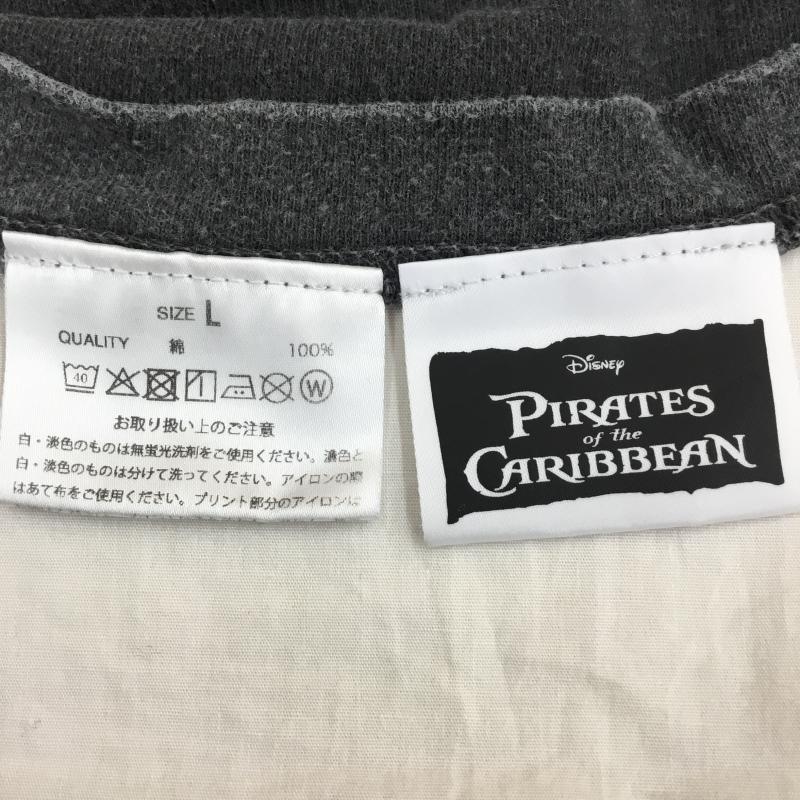 SIZE L
QUALITY 綿 100%
40 W
お取り扱い上のご注意
白・淡色のものは無蛍光洗剤をご使用ください。濃色と
白・淡色のものは分けて洗ってください。アイロンの際
はあて布をご使用ください。プリント部分のアイロンは
Disney
PIRATES
of the
CARIBBEAN